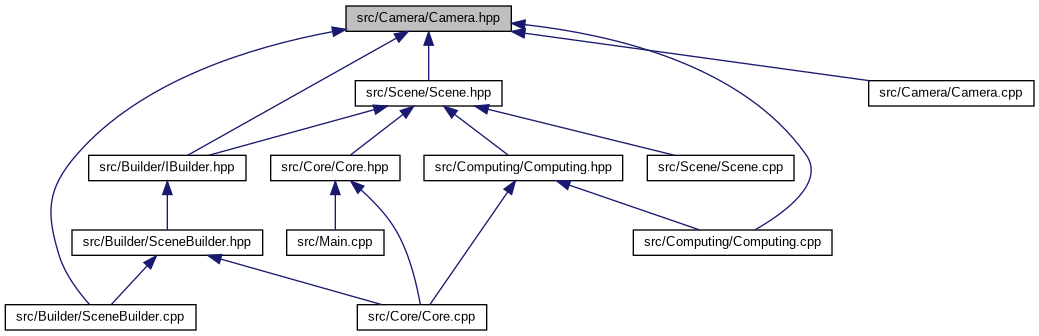 src/Camera/Camera.hpp
src/Scene/Scene.hpp
src/Camera/Camera.cpp
src/Builder/IBuilder.hpp
src/Core/Core.hpp
src/Computing/Computing.hpp
src/Scene/Scene.cpp
src/Builder/SceneBuilder.hpp
src/Main.cpp
src/Computing/Computing.cpp
src/Builder/SceneBuilder.cpp
src/Core/Core.cpp